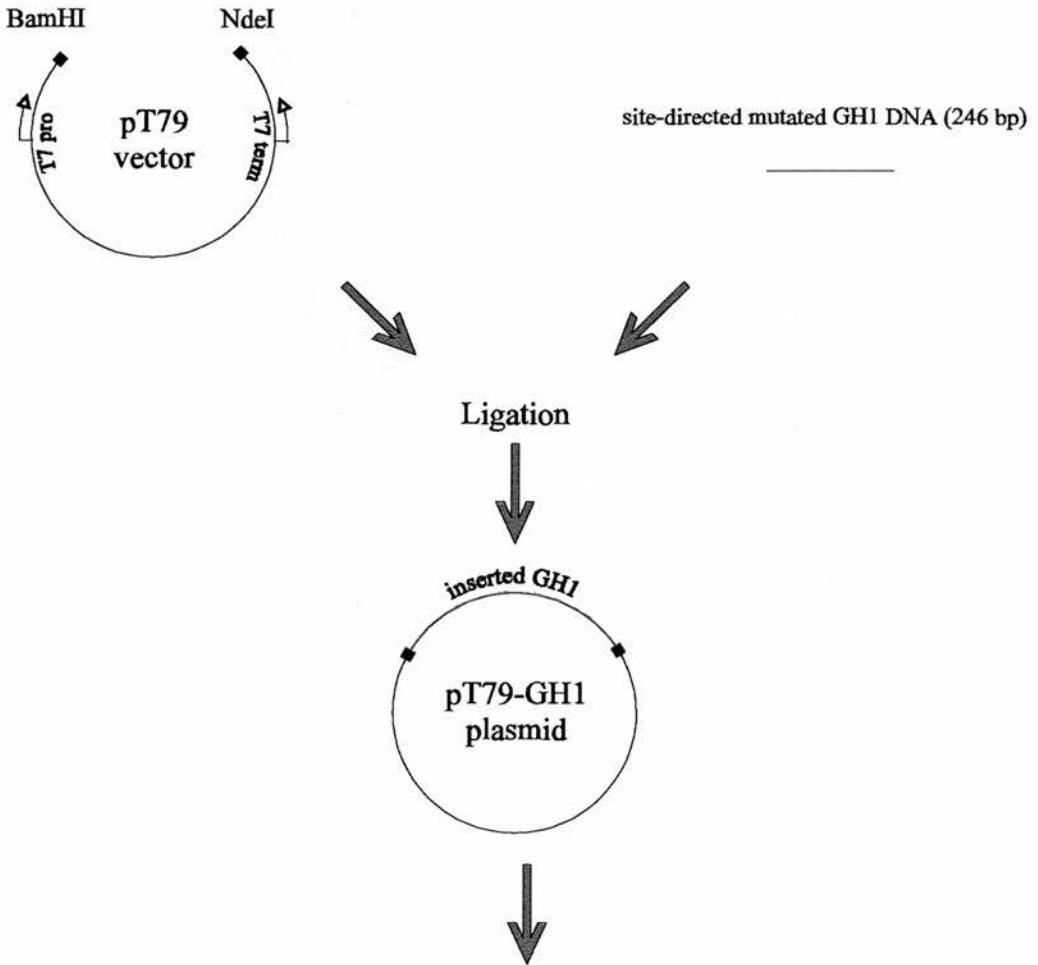 BamHI
NdeI
T7 pro
pT79
vector
T7 term
site-directed mutated GH1 DNA (246 bp)
Ligation
inserted GH1
pT79-GH1
plasmid